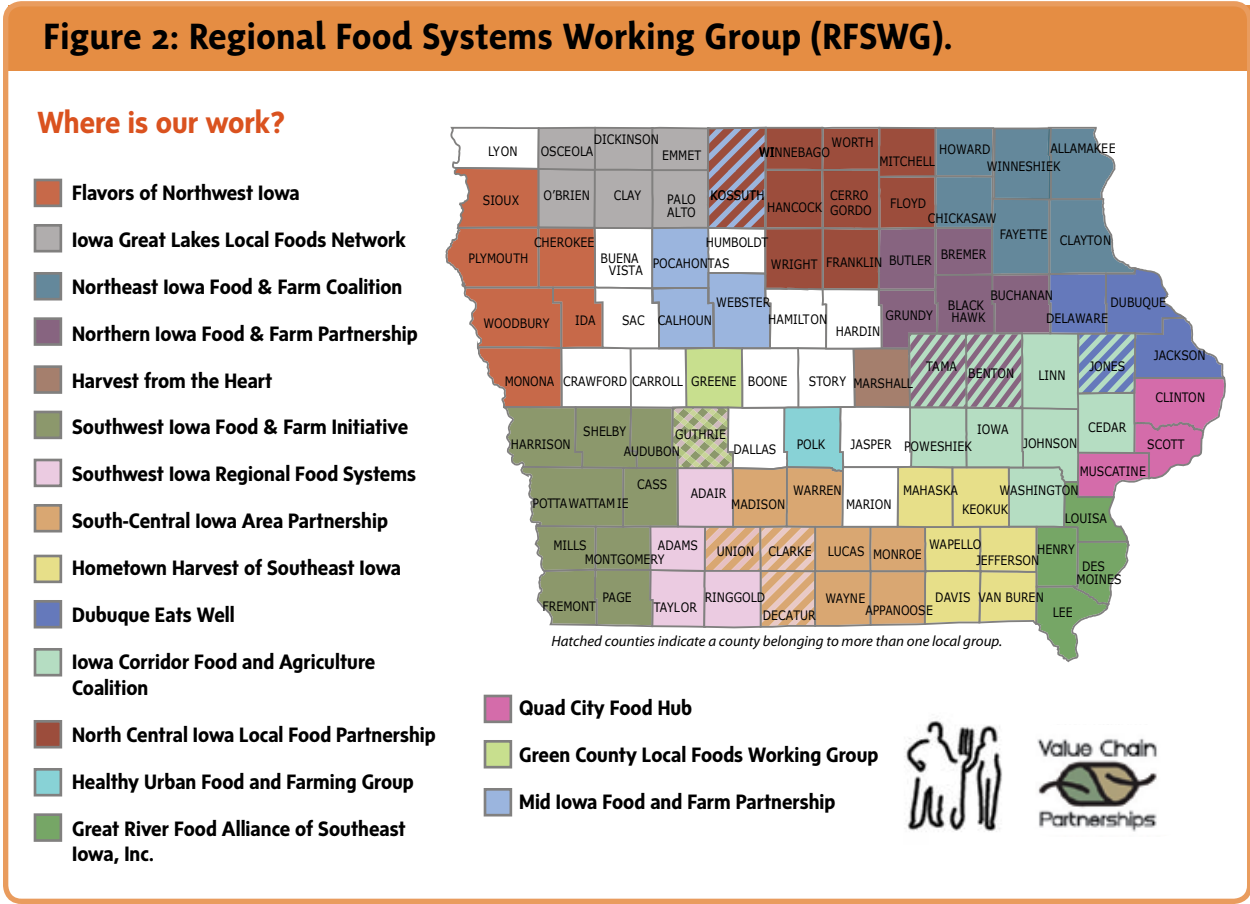 Figure 2: Regional Food Systems Working Group (RFSWG).
Where is our work?
Flavors of Northwest Iowa
Iowa Great Lakes Local Foods Network
Northeast Iowa Food & Farm Coalition
Northern Iowa Food & Farm Partnership
Harvest from the Heart
Southwest Iowa Food & Farm Initiative
Southwest Iowa Regional Food Systems
South-Central Iowa Area Partnership
Hometown Harvest of Southeast Iowa
Dubuque Eats Well
Iowa Corridor Food and Agriculture
Coalition
North Central Iowa Local Food Partnership
Healthy Urban Food and Farming Group
Great River Food Alliance of Southeast
Iowa, Inc.
Quad City Food Hub
Green County Local Foods Working Group
Mid Iowa Food and Farm Partnership
LYON
OSCEOLA
DICKINSON
EMMET
WINNEBAGO
WORTH
MITCHELL
HOWARD
WINNESHIEK
ALLAMAKEE
SIOUX
O'BRIEN
CLAY
PALO
ALTO
KOSSUTH
HANCOCK
CERRO
GORDO
FLOYD
CHICKASAW
FAYETTE
CLAYTON
PLYMOUTH
CHEROKEE
BUENA
VISTA
POCAHONTAS
HUMBOLDT
TAS
WRIGHT
FRANKLIN
BUTLER
BREMER
WOODBURY
IDA
SAC
CALHOUN
WEBSTER
HAMILTON
HARDIN
GRUNDY
BLACK
HAWK
BUCHANAN
DELAWARE
DUBUQUE
MONONA
CRAWFORD
CARROLL
GREENE
BOONE
STORY
MARSHALL
TAMA
BENTON
LINN
JONES
JACKSON
CLINTON
HARRISON
SHELBY
AUDUBON
GUTHRIE
DALLAS
POLK
JASPER
POWESHIEK
IOWA
JOHNSON
CEDAR
SCOTT
MUSCATINE
POTTAWATTAMIE
CASS
ADAIR
MADISON
WARREN
MARION
MAHASKA
KEOKUK
WASHINGTON
LOUISA
MILLS
MONTGOMERY
ADAMS
UNION
CLARKE
LUCAS
MONROE
WAPELLO
JEFFERSON
HENRY
DES
MOINES
FREMONT
PAGE
TAYLOR
RINGGOLD
DECATUR
WAYNE
APPANOOSE
DAVIS
VAN BUREN
LEE
Hatched counties indicate a county belonging to more than one local group.
Value Chain
Partnerships